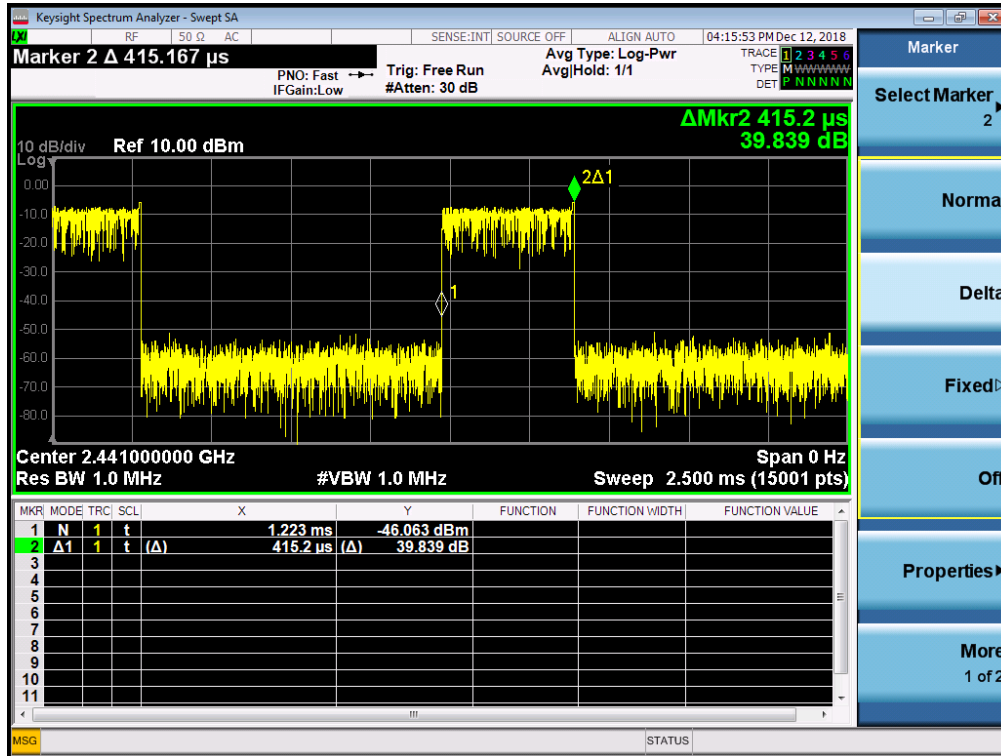 Keysight Spectrum Analyzer - Swept SA
LXI RF 50 Ω AC SENSE:INT SOURCE OFF ALIGN AUTO 04:15:53 PM Dec 12, 2018
Marker 2 Δ 415.167 µs
PNO: Fast
IFGain:Low
Trig: Free Run
#Atten: 30 dB
Avg Type: Log-Pwr
Avg|Hold: 1/1
TRACE 1 2 3 4 5 6
TYPE M WWWWW
DET P N N N N N
ΔMkr2 415.2 µs
39.839 dB
10 dB/div Ref 10.00 dBm
Log
0.00
-10.0
-20.0
-30.0
-40.0
-50.0
-60.0
-70.0
-80.0
2Δ1
1
Center 2.441000000 GHz Span 0 Hz
Res BW 1.0 MHz #VBW 1.0 MHz Sweep 2.500 ms (15001 pts)
MKR MODE TRC SCL X Y FUNCTION FUNCTION WIDTH FUNCTION VALUE
1 N 1 t 1.223 ms -46.063 dBm
2 Δ1 1 t (Δ) 415.2 µs (Δ) 39.839 dB
3
4
5
6
7
8
9
10
11
MSG STATUS
Marker
Select Marker
2
Norma
Delta
Fixed
Off
Properties
More
1 of 2